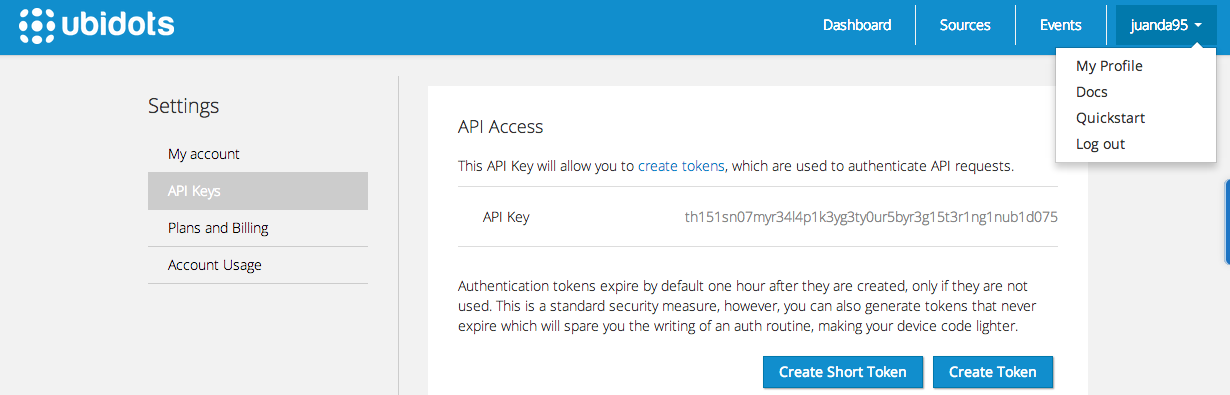 ubidots
Dashboard
Sources
Events
juanda95
My Profile
Docs
Quickstart
Log out
Settings
My account
API Keys
Plans and Billing
Account Usage
API Access
This API Key will allow you to create tokens, which are used to authenticate API requests.
API Key
th151sn07myr34l4p1k3yg3ty0ur5byr3g15t3r1ng1nub1d075
Authentication tokens expire by default one hour after they are created, only if they are not
used. This is a standard security measure, however, you can also generate tokens that never
expire which will spare you the writing of an auth routine, making your device code lighter.
Create Short Token
Create Token